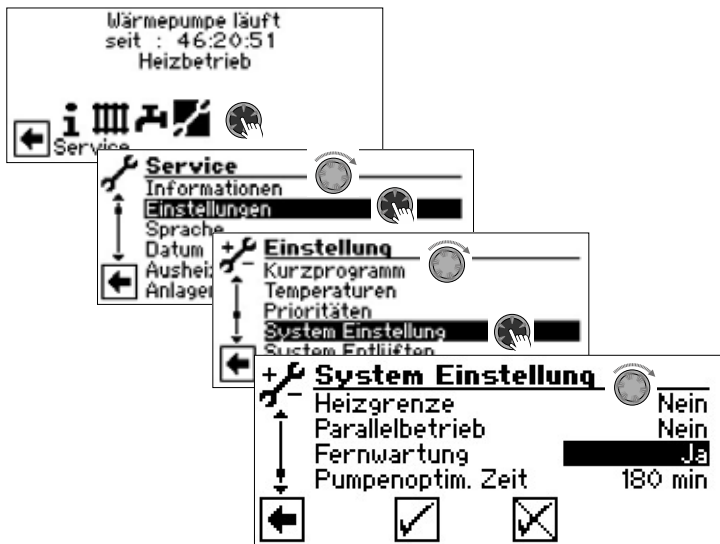 Wärmepumpe läuft
seit : 46:20:51
Heizbetrieb
Service
Service
Informationen
Einstellungen
Sprache
Datum
Anlagen
Einstellung
Kurzprogramm
Temperaturen
Prioritäten
System Einstellung
System Entlüften
System Einstellung
Heizgrenze Nein
Parallelbetrieb Nein
Fernwartung Ja
Pumpenoptim. Zeit 180 min